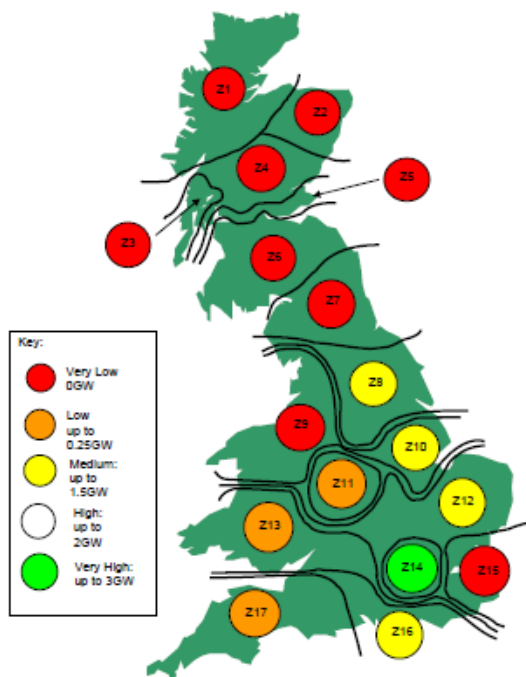 Z1
Z2
Z4
Z5
Z3
Z6
Z7
Key:
Very Low
0GW
Low
up to
0.25GW
Medium:
up to
1.5GW
High:
up to
2GW
Very High:
up to 3GW
Z8
Z9
Z10
Z11
Z12
Z13
Z14
Z15
Z17
Z16